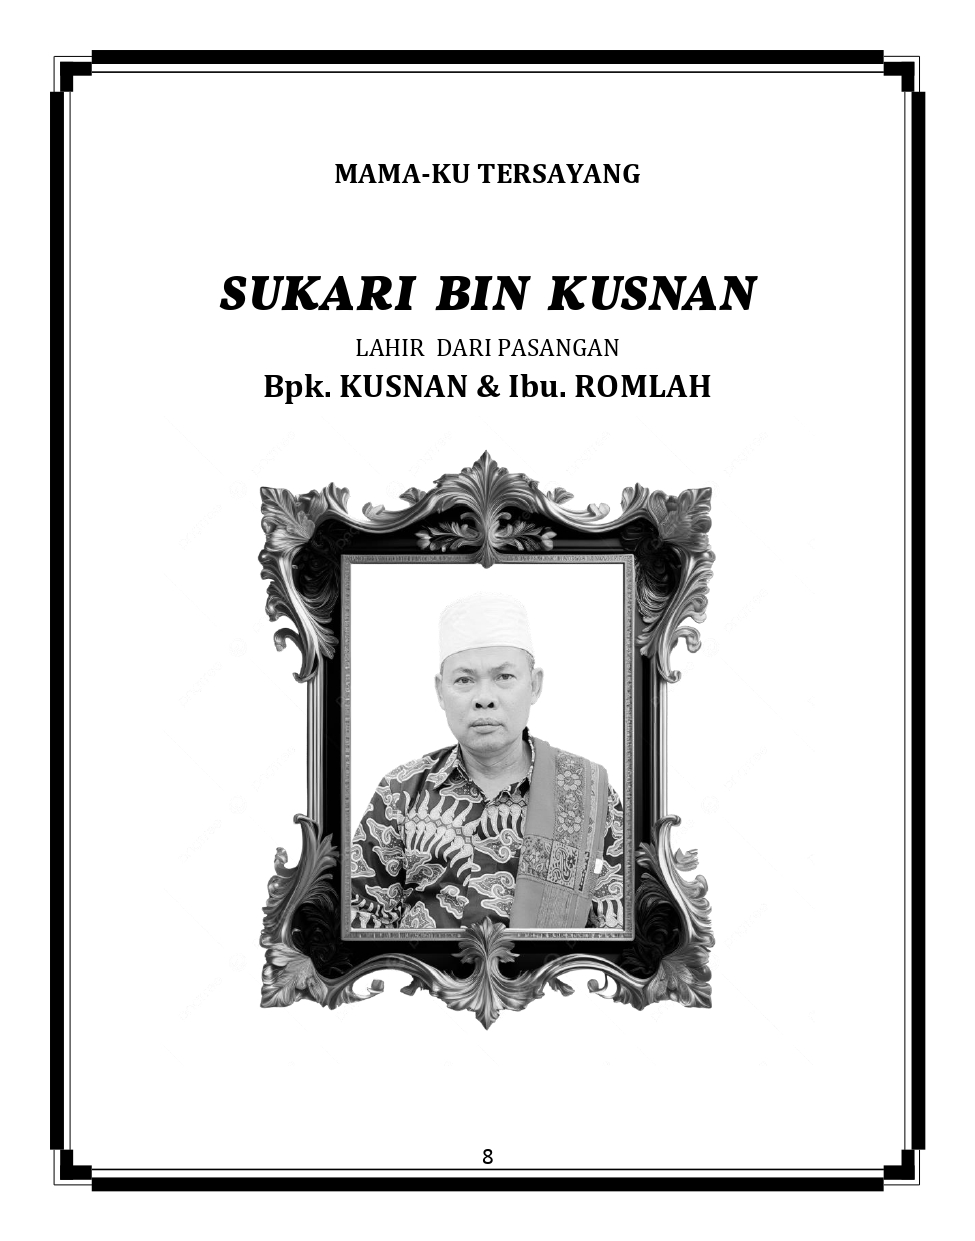 MAMA-KU TERSAYANG
SUKARI BIN KUSNAN
LAHIR DARI PASANGAN
Bpk. KUSNAN & Ibu. ROMLAH
8